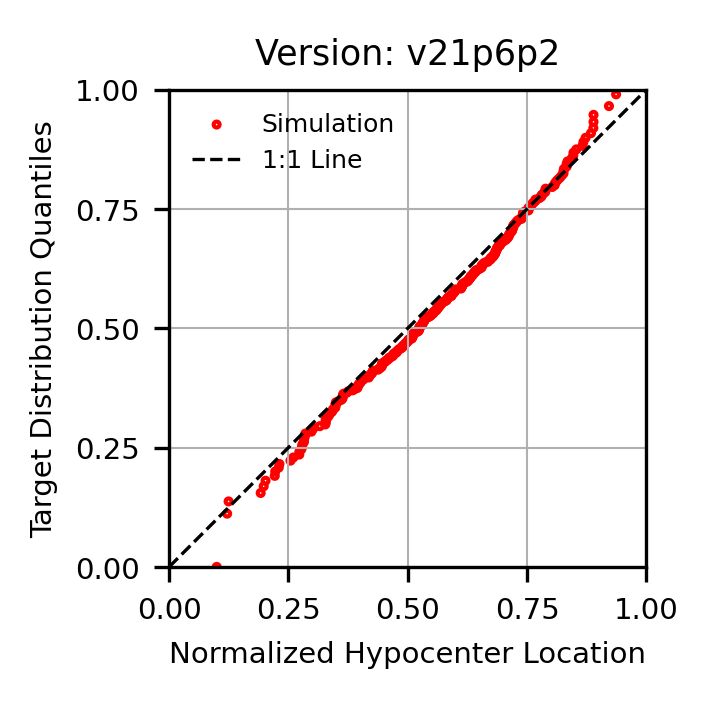 Version: v21p6p2
1.00
Simulation
1:1 Line
0.75
0.50
0.25
0.00
Target Distribution Quantiles
0.00 0.25 0.50 0.75 1.00
Normalized Hypocenter Location